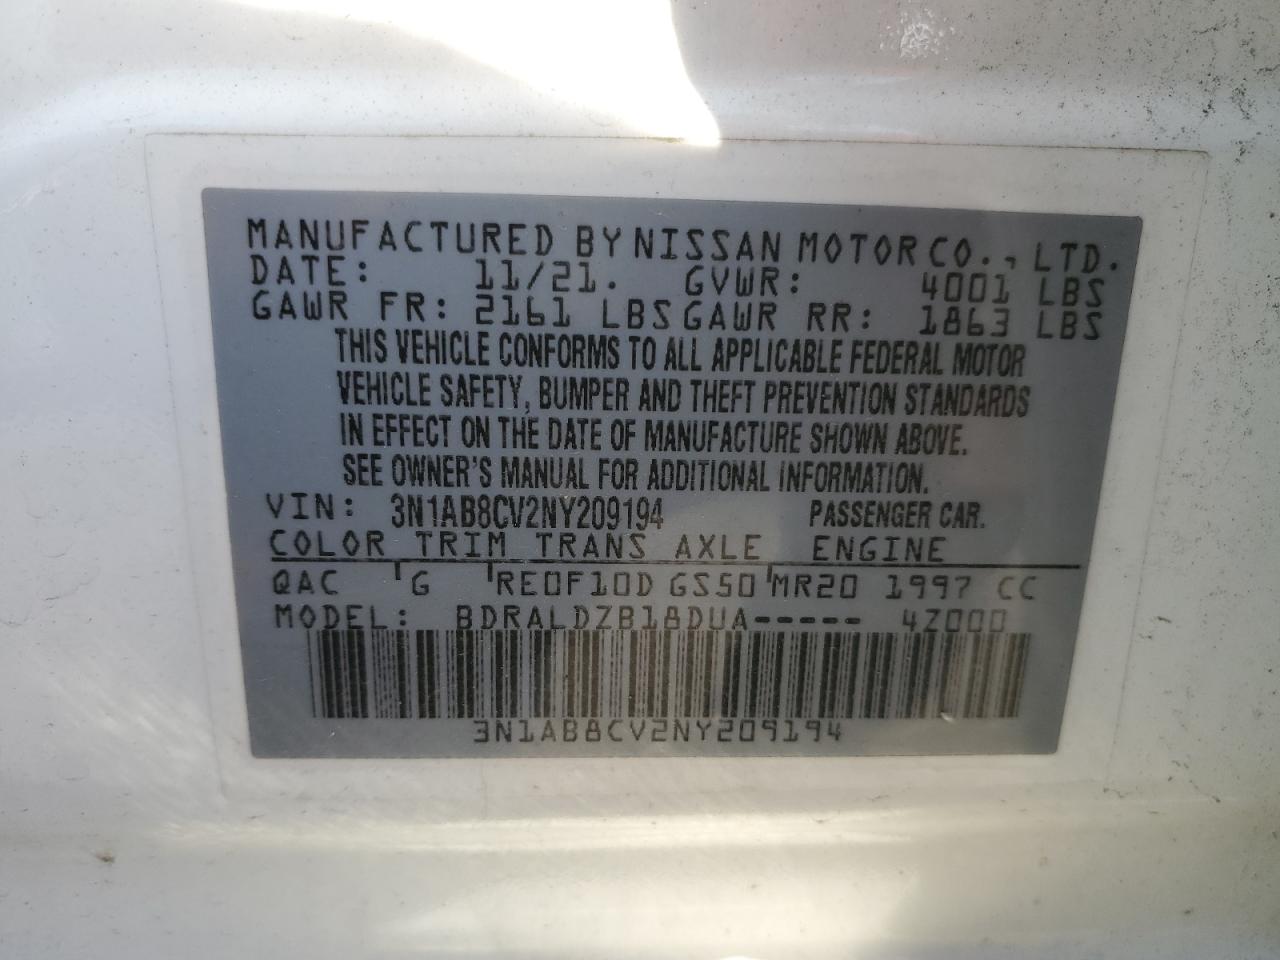 MANUFACTURED BY NISSAN MOTOR CO., LTD.
DATE: 11/21. GVWR: 4001 LBS
GAWR FR: 2161 LBS GAWR RR: 1863 LBS
THIS VEHICLE CONFORMS TO ALL APPLICABLE FEDERAL MOTOR
VEHICLE SAFETY, BUMPER AND THEFT PREVENTION STANDARDS
IN EFFECT ON THE DATE OF MANUFACTURE SHOWN ABOVE.
SEE OWNER'S MANUAL FOR ADDITIONAL INFORMATION.
VIN: 3N1AB8CV2NY209194 PASSENGER CAR.
COLOR TRIM TRANS AXLE ENGINE
QAC G RE0F10D GS50 MR20 1997 CC
MODEL: BDRALDZB18DUA----- 4Z000
3N1AB8CV2NY209194